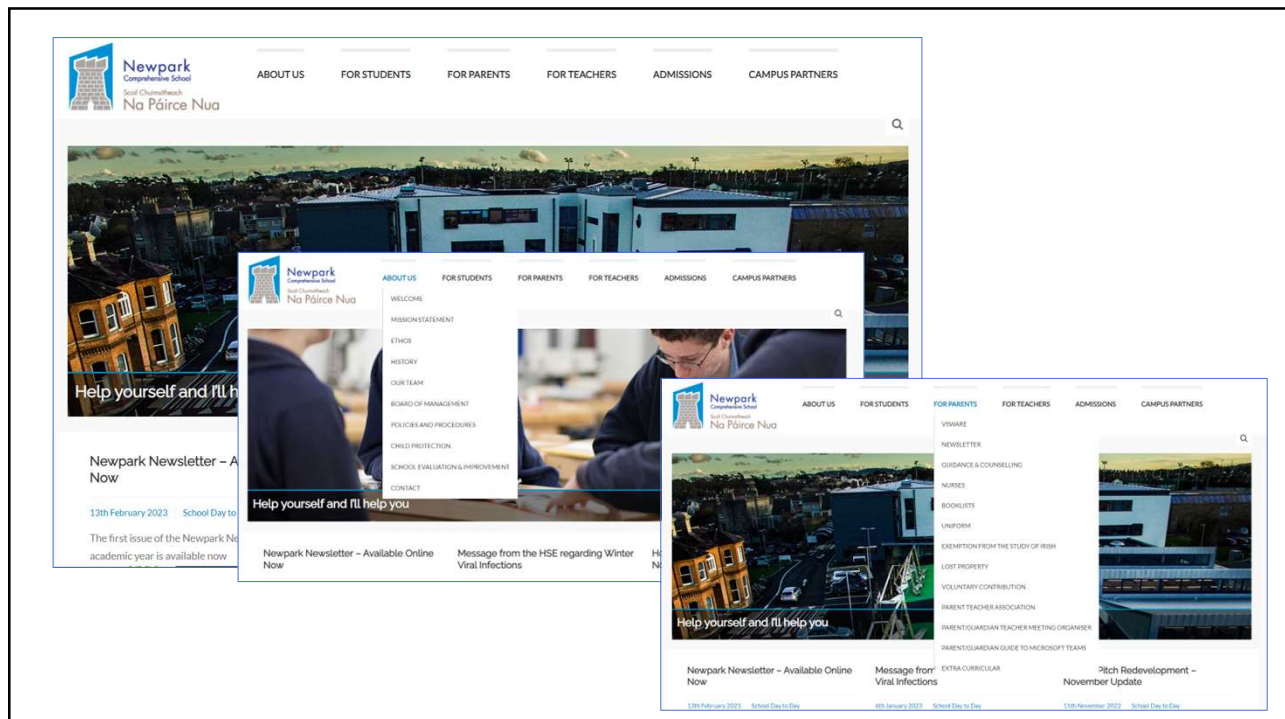 Newpark
Comprehensive School
Scoil Chuimsitheach
Na Páirce Nua
ABOUT US FOR STUDENTS FOR PARENTS FOR TEACHERS ADMISSIONS CAMPUS PARTNERS
Help yourself and I'll h
Newpark Newsletter – A
Now
13th February 2023 School Day to
The first issue of the Newpark Ne
academic year is available now
Newpark
Comprehensive School
Scoil Chuimsitheach
Na Páirce Nua
ABOUT US FOR STUDENTS FOR PARENTS FOR TEACHERS ADMISSIONS CAMPUS PARTNERS
WELCOME
MISSION STATEMENT
ETHOS
HISTORY
OUR TEAM
BOARD OF MANAGEMENT
POLICIES AND PROCEDURES
CHILD PROTECTION
SCHOOL EVALUATION & IMPROVEMENT
CONTACT
Help yourself and I'll help you
Newpark Newsletter – Available Online
Now
Message from the HSE regarding Winter
Viral Infections
Newpark
Comprehensive School
Scoil Chuimsitheach
Na Páirce Nua
ABOUT US FOR STUDENTS FOR PARENTS FOR TEACHERS ADMISSIONS CAMPUS PARTNERS
VSWARE
NEWSLETTER
GUIDANCE & COUNSELLING
NURSES
BOOKLISTS
UNIFORM
EXEMPTION FROM THE STUDY OF IRISH
LOST PROPERTY
VOLUNTARY CONTRIBUTION
PARENT TEACHER ASSOCIATION
PARENT/GUARDIAN TEACHER MEETING ORGANISER
PARENT/GUARDIAN GUIDE TO MICROSOFT TEAMS
EXTRA CURRICULAR
Help yourself and I'll help you
Newpark Newsletter – Available Online
Now
13th February 2023 School Day to Day
Message from
Viral Infections
6th January 2023 School Day to Day
Pitch Redevelopment –
November Update
15th November 2022 School Day to Day